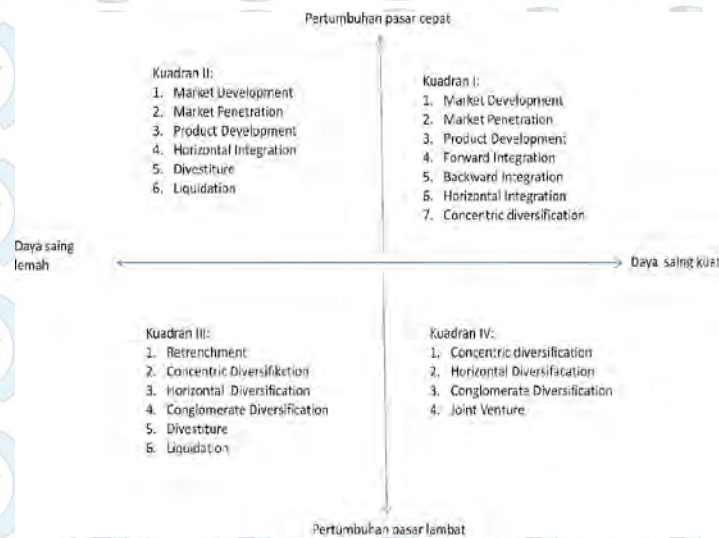 Pertumbuhan pasar cepat
Kuadran II:
1. Market Development
2. Market Penetration
3. Product Development
4. Horizontal Integration
5. Divestiture
6. Liquidation
Kuadran I:
1. Market Development
2. Market Penetration
3. Product Development
4. Forward Integration
5. Backward Integration
6. Horizontal Integration
7. Concentric diversification
Daya saing
lemah
Daya saing kuat
Kuadran III:
1. Retrenchment
2. Concentric Diversifikction
3. Horizontal Diversification
4. Conglomerate Diversification
5. Divestiture
6. Liquidation
Kuadran IV:
1. Concentric diversification
2. Horizontal Diversifacation
3. Conglomerate Diversification
4. Joint Venture
Pertumbuhan pasar lambat